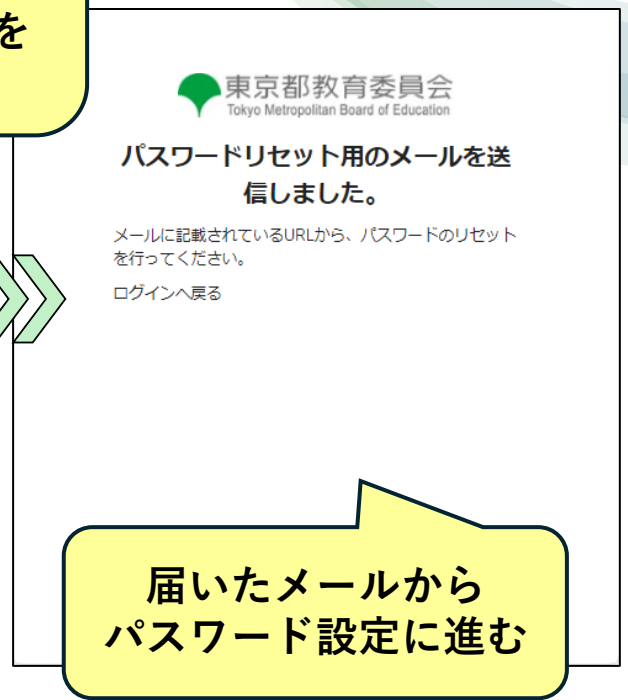 を
東京都教育委員会
Tokyo Metropolitan Board of Education
パスワードリセット用のメールを送
信しました。
メールに記載されているURLから、パスワードのリセット
を行ってください。
ログインへ戻る
届いたメールから
パスワード設定に進む